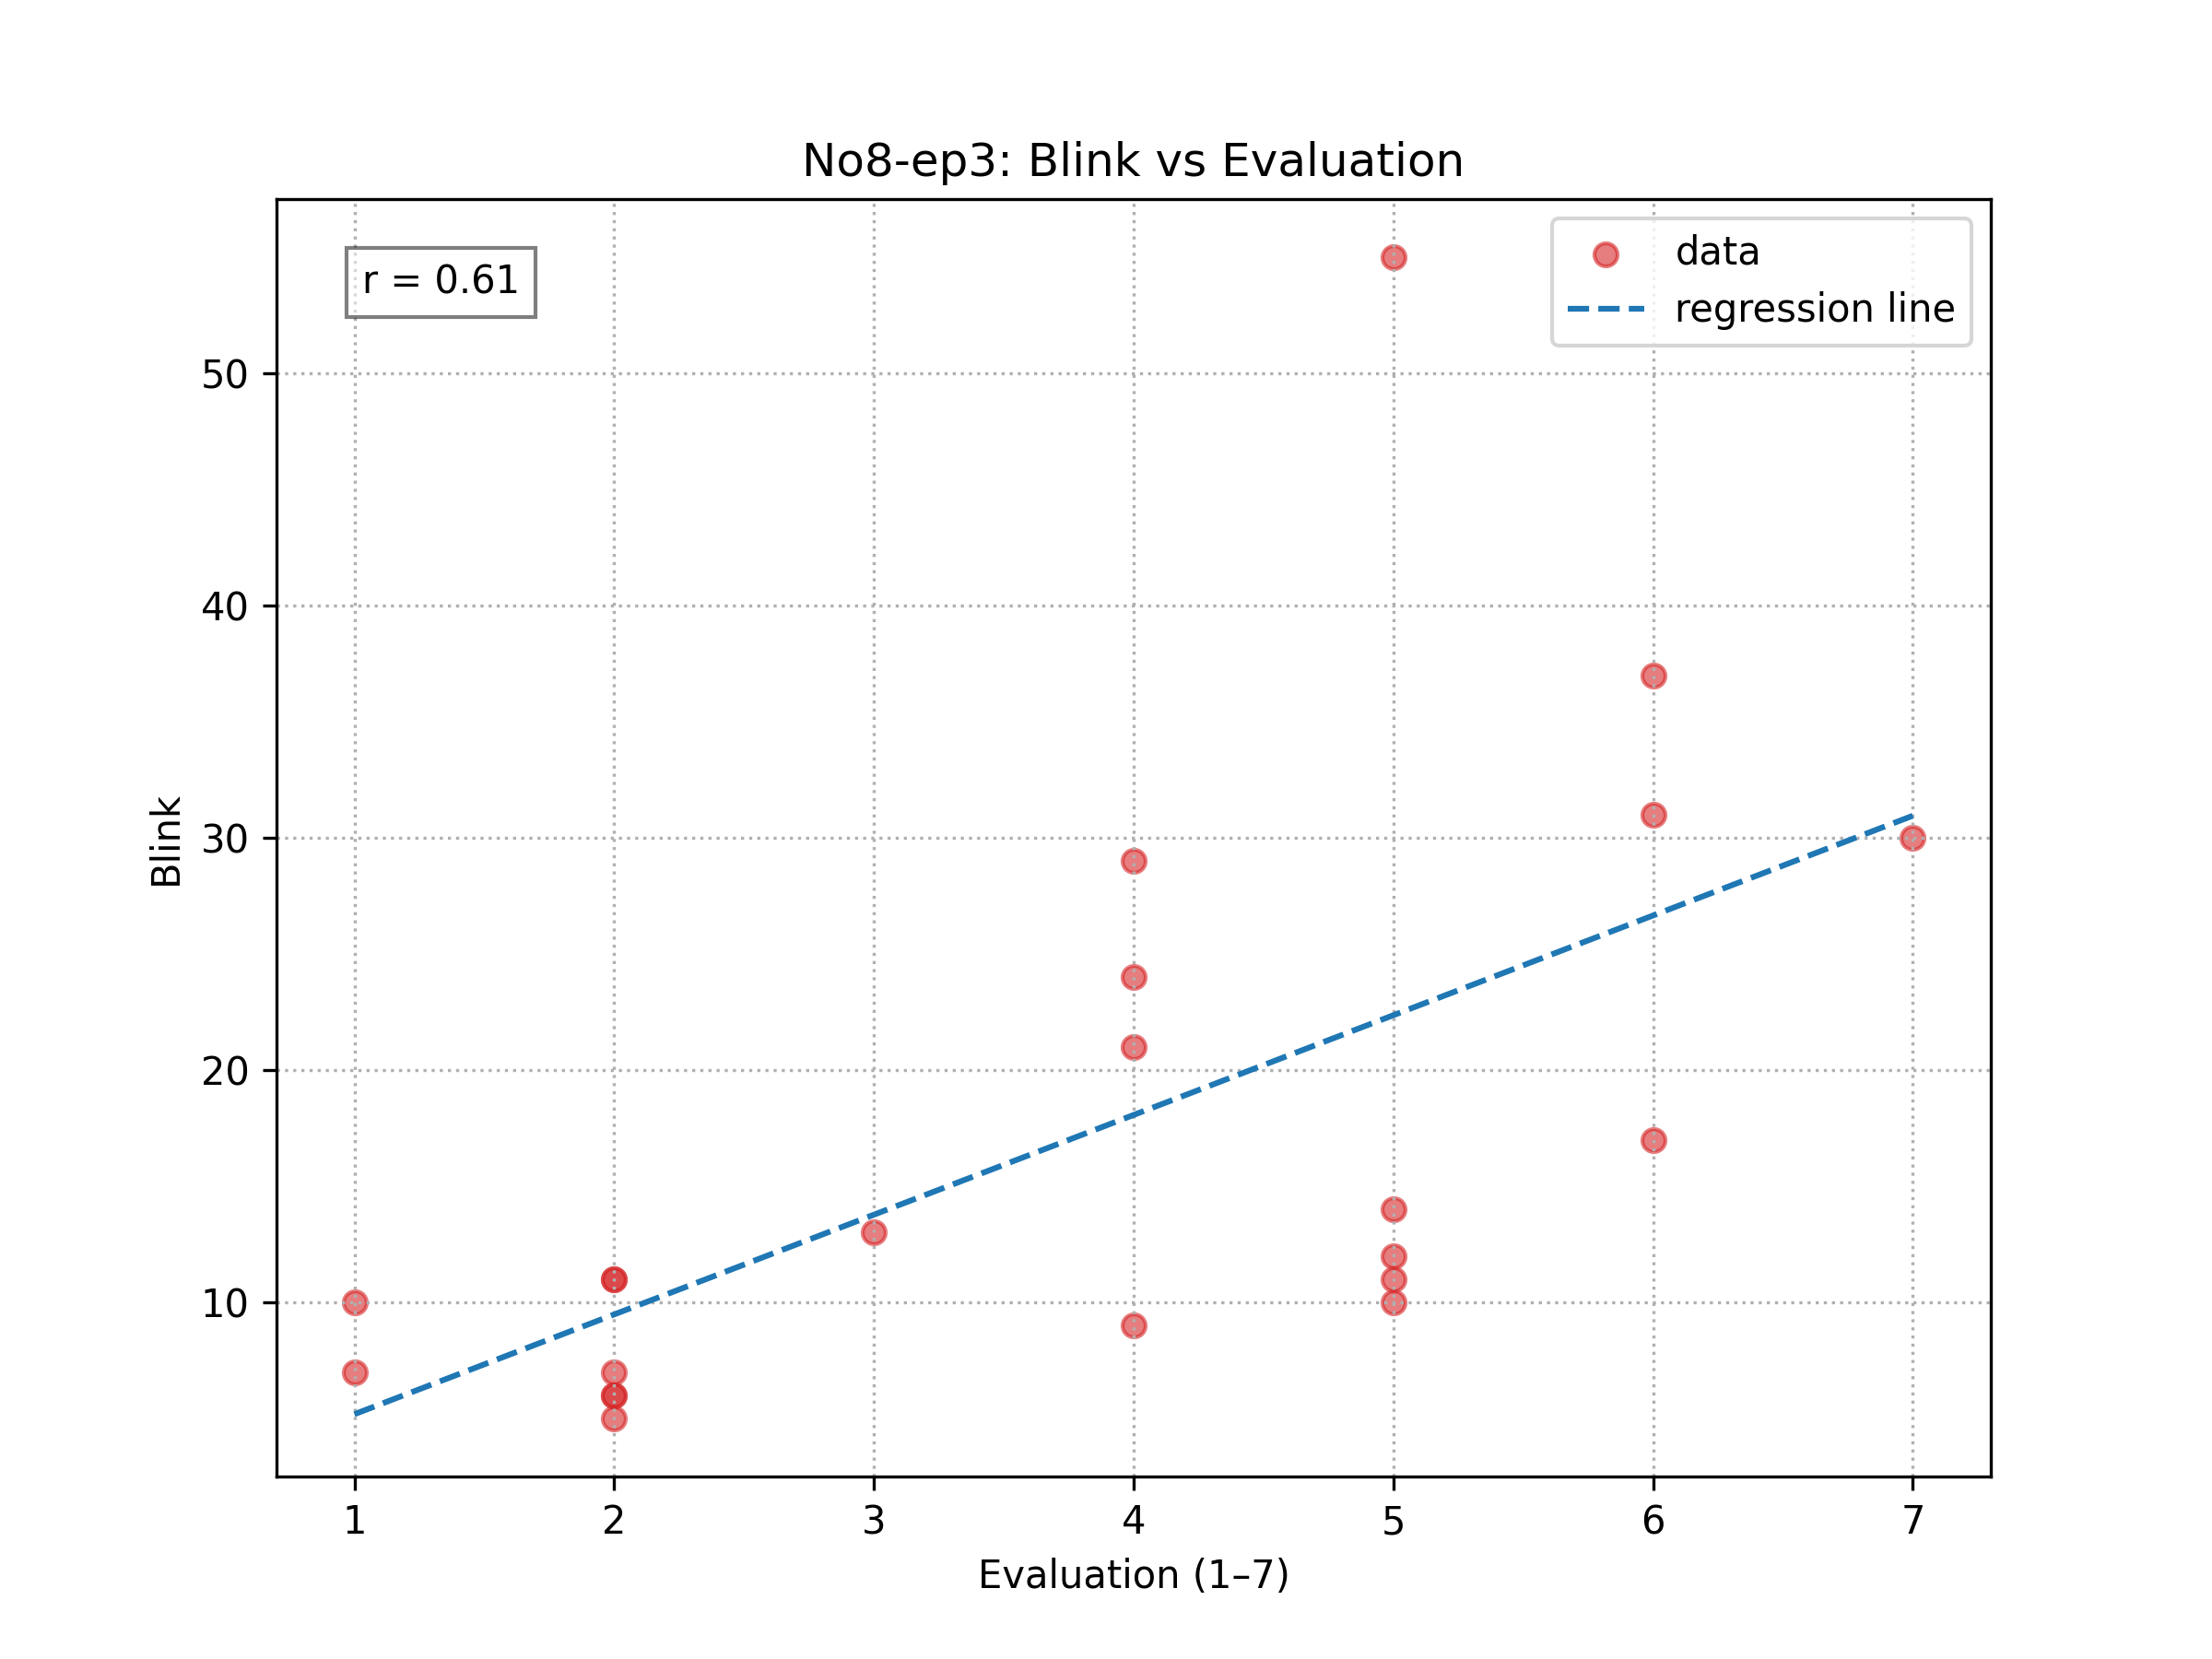 No8-ep3: Blink vs Evaluation
r = 0.61
data
regression line
50
40
30
20
10
Blink
1 2 3 4 5 6 7
Evaluation (1–7)